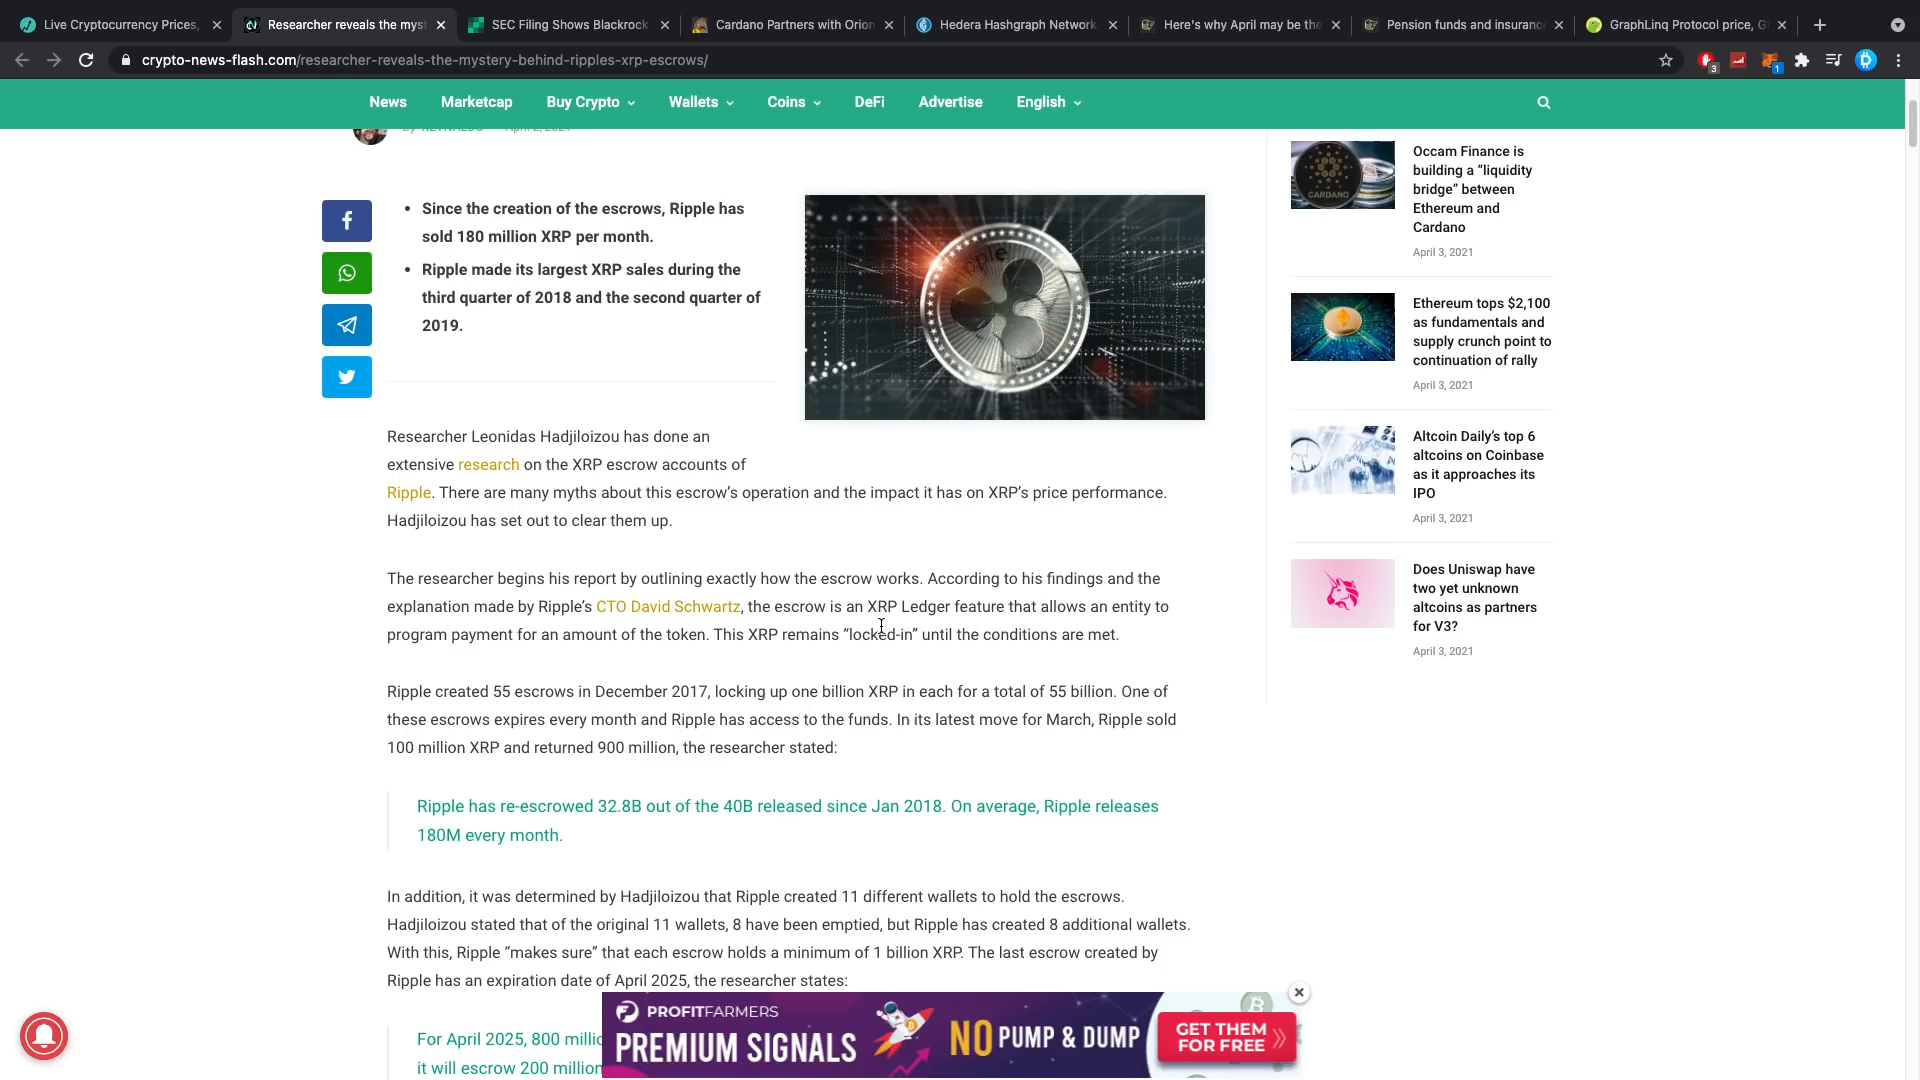 Live Cryptocurrency Prices,
Researcher reveals the myst
SEC Filing Shows Blackrock
Cardano Partners with Orion
Hedera Hashgraph Network
Here's why April may be the
Pension funds and insuranc
GraphLinq Protocol price, G
crypto-news-flash.com/researcher-reveals-the-mystery-behind-ripples-xrp-escrows/
3
1
News
Marketcap
Buy Crypto
Wallets
Coins
DeFi
Advertise
English
Since the creation of the escrows, Ripple has
sold 180 million XRP per month.
Ripple made its largest XRP sales during the
third quarter of 2018 and the second quarter of
2019.
ripple
Researcher Leonidas Hadjiloizou has done an
extensive research on the XRP escrow accounts of
Ripple. There are many myths about this escrow’s operation and the impact it has on XRP’s price performance.
Hadjiloizou has set out to clear them up.
The researcher begins his report by outlining exactly how the escrow works. According to his findings and the
explanation made by Ripple’s CTO David Schwartz, the escrow is an XRP Ledger feature that allows an entity to
program payment for an amount of the token. This XRP remains “locked-in” until the conditions are met.
Ripple created 55 escrows in December 2017, locking up one billion XRP in each for a total of 55 billion. One of
these escrows expires every month and Ripple has access to the funds. In its latest move for March, Ripple sold
100 million XRP and returned 900 million, the researcher stated:
Ripple has re-escrowed 32.8B out of the 40B released since Jan 2018. On average, Ripple releases
180M every month.
In addition, it was determined by Hadjiloizou that Ripple created 11 different wallets to hold the escrows.
Hadjiloizou stated that of the original 11 wallets, 8 have been emptied, but Ripple has created 8 additional wallets.
With this, Ripple “makes sure” that each escrow holds a minimum of 1 billion XRP. The last escrow created by
Ripple has an expiration date of April 2025, the researcher states:
For April 2025, 800 millio
it will escrow 200 million
PROFITFARMERS
PREMIUM SIGNALS
NO PUMP & DUMP
GET THEM
FOR FREE
CARDANO
Occam Finance is
building a “liquidity
bridge” between
Ethereum and
Cardano
April 3, 2021
Ethereum tops $2,100
as fundamentals and
supply crunch point to
continuation of rally
April 3, 2021
Altcoin Daily’s top 6
altcoins on Coinbase
as it approaches its
IPO
April 3, 2021
Does Uniswap have
two yet unknown
altcoins as partners
for V3?
April 3, 2021